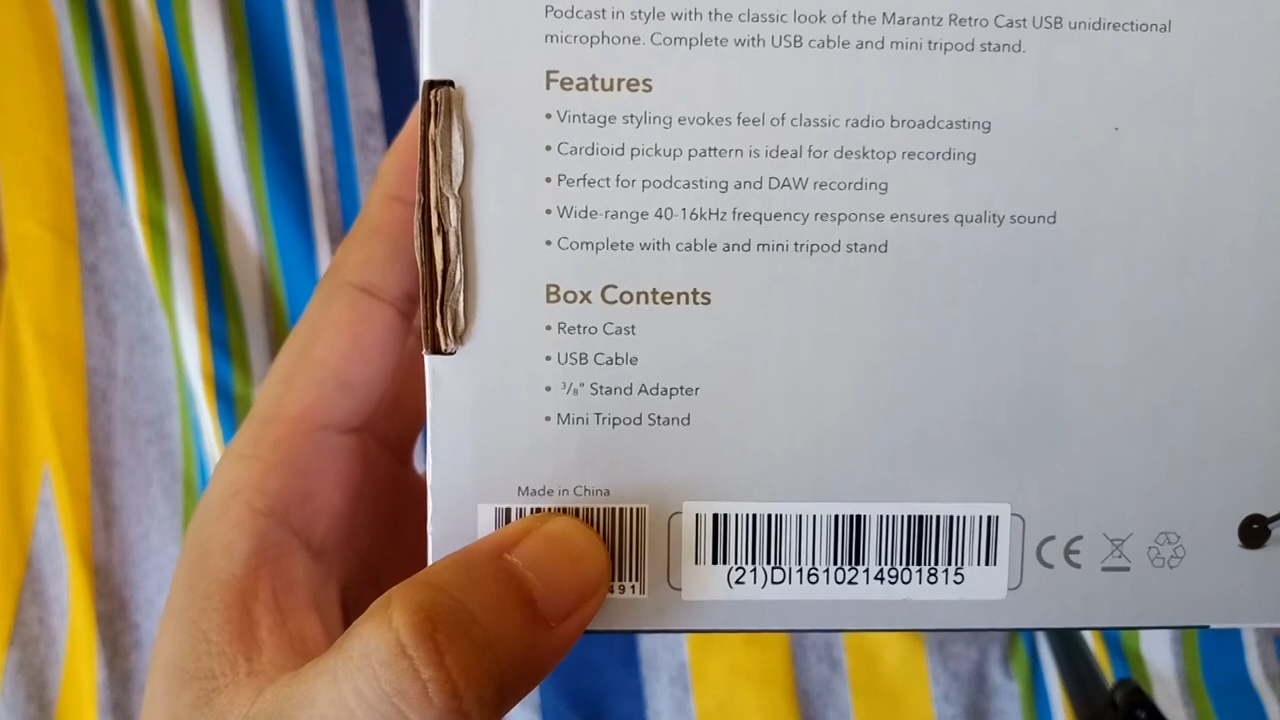 Podcast in style with the classic look of the Marantz Retro Cast USB unidirectional
microphone. Complete with USB cable and mini tripod stand.
Features
• Vintage styling evokes feel of classic radio broadcasting
• Cardioid pickup pattern is ideal for desktop recording
• Perfect for podcasting and DAW recording
• Wide-range 40-16kHz frequency response ensures quality sound
• Complete with cable and mini tripod stand
Box Contents
• Retro Cast
• USB Cable
• 3/8" Stand Adapter
• Mini Tripod Stand
Made in China
491
(21)DI1610214901815
CE